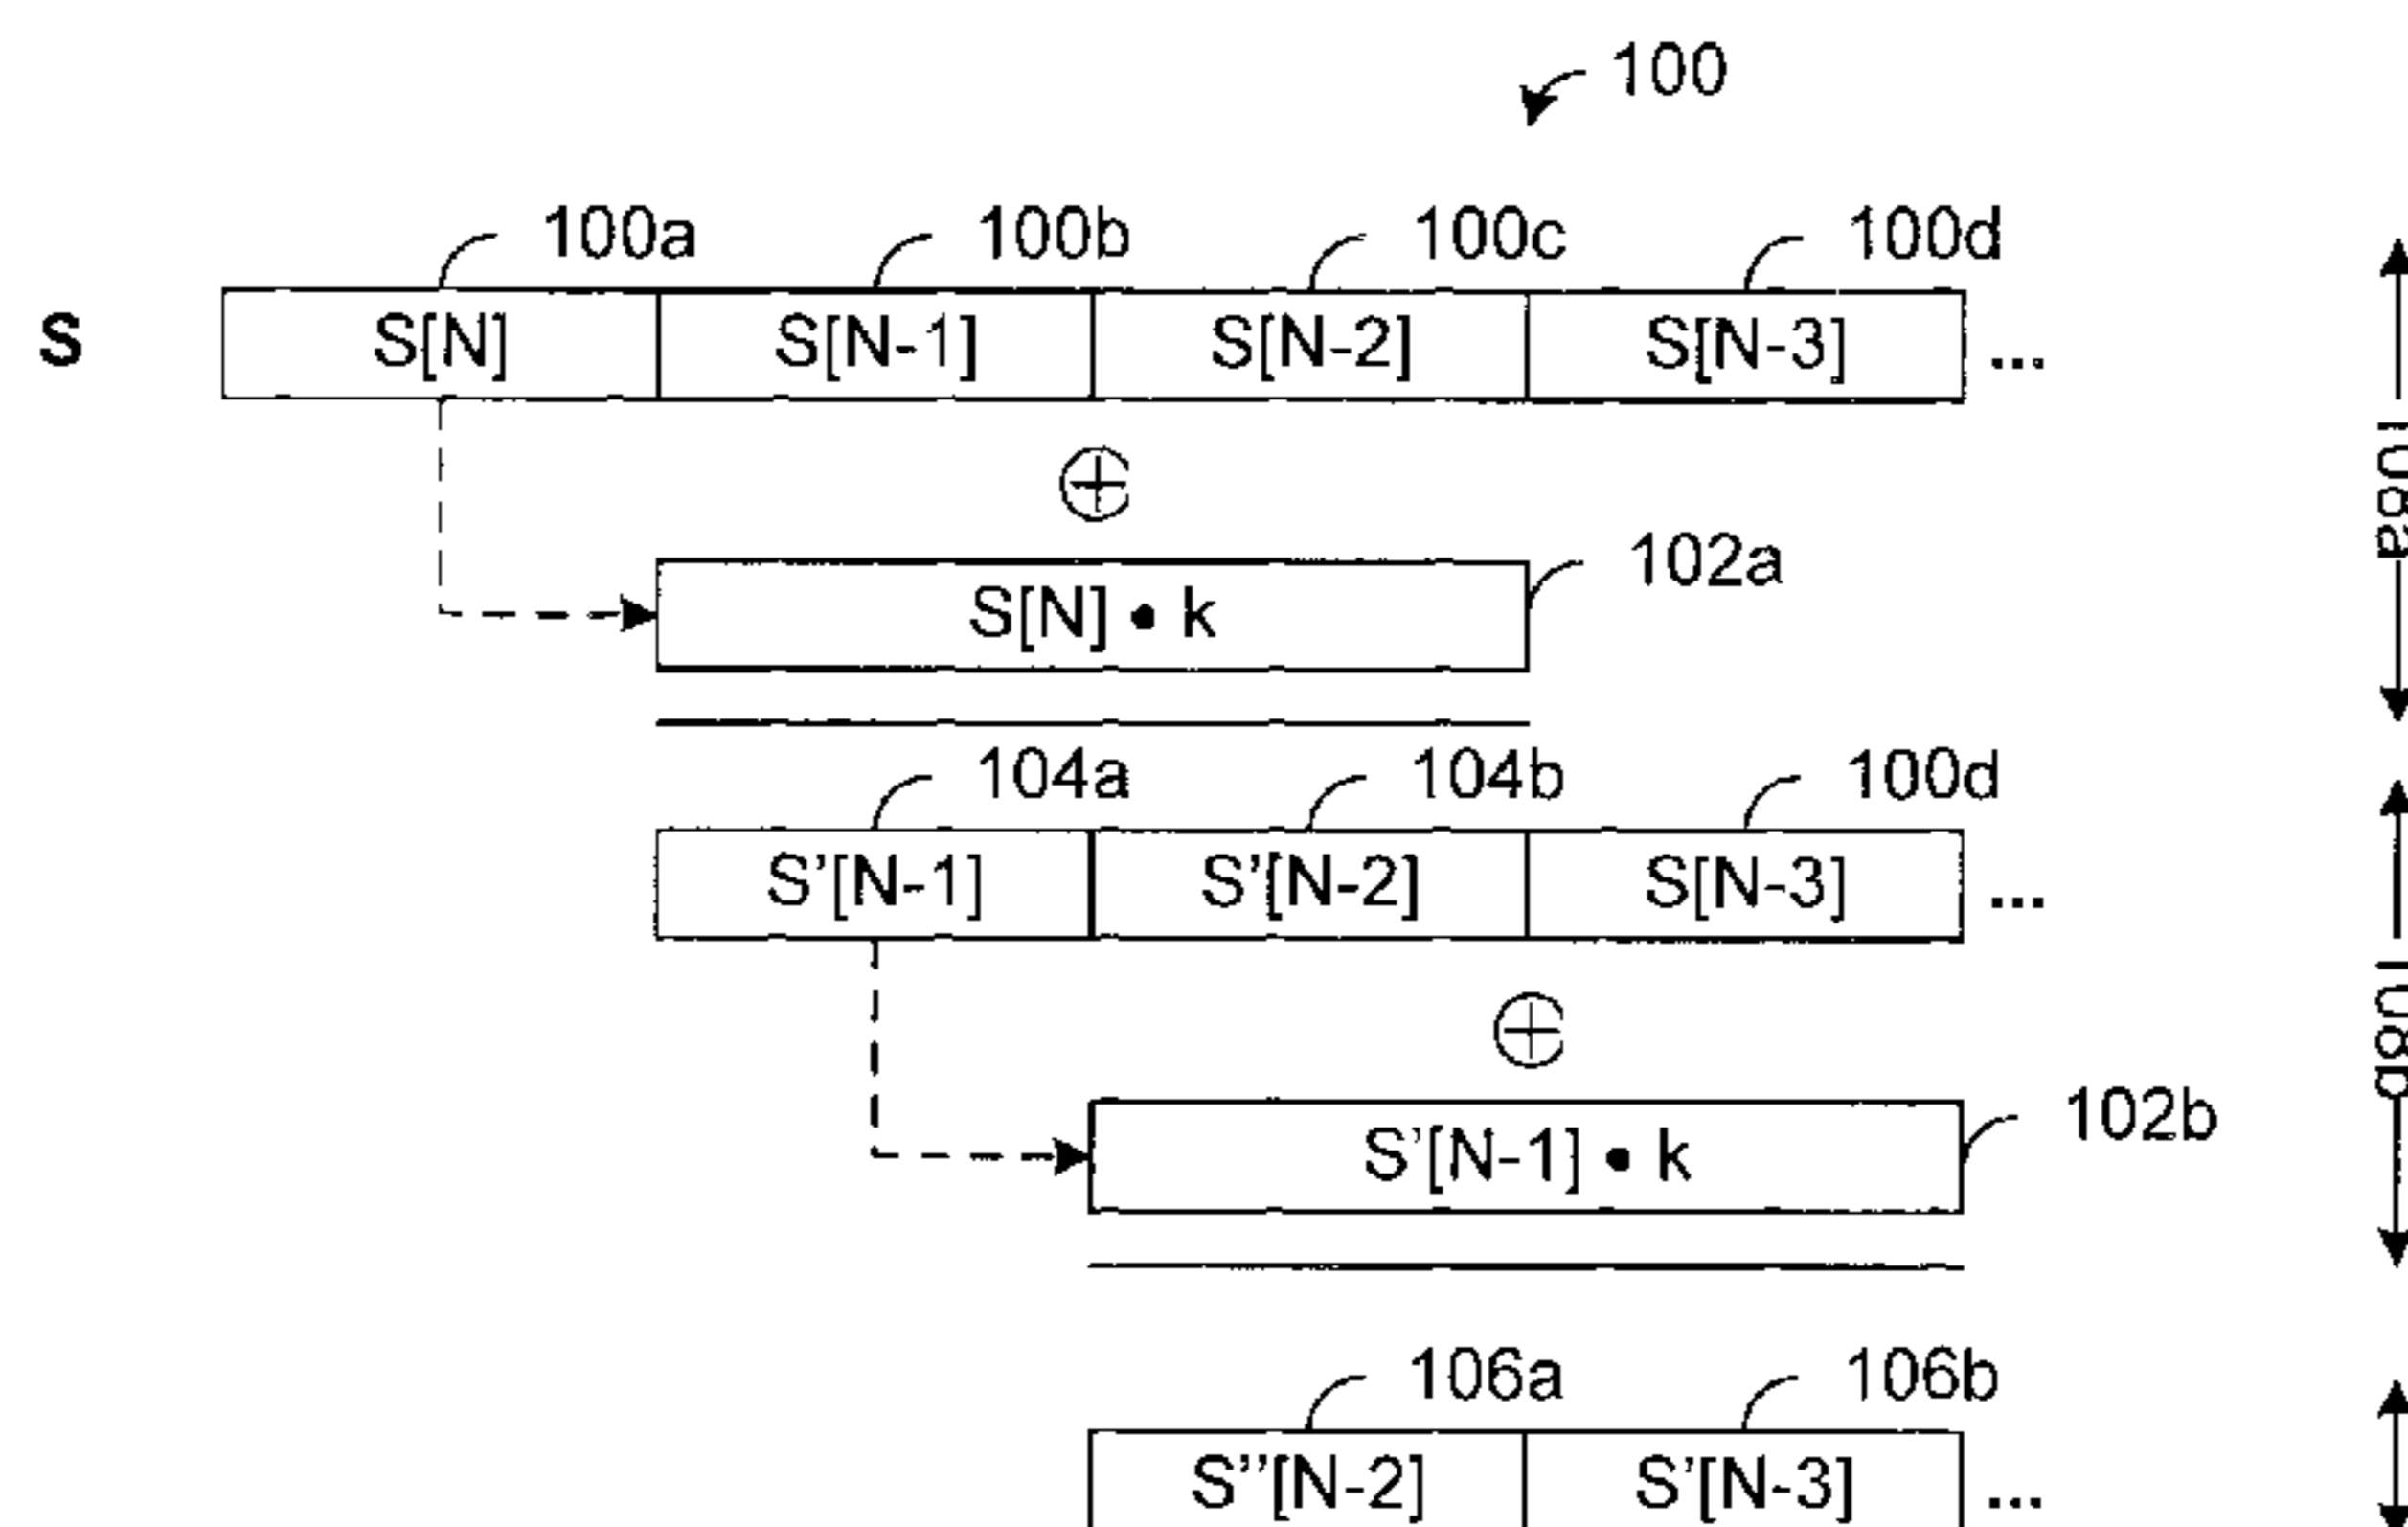 100
100a 100b 100c 100d
S S[N] S[N-1] S[N-2] S[N-3] ...
⊕
108a
102a
S[N] • k
104a 104b 100d
S'[N-1] S'[N-2] S[N-3] ...
⊕
108b
102b
S'[N-1] • k
106a 106b
S''[N-2] S'[N-3] ...